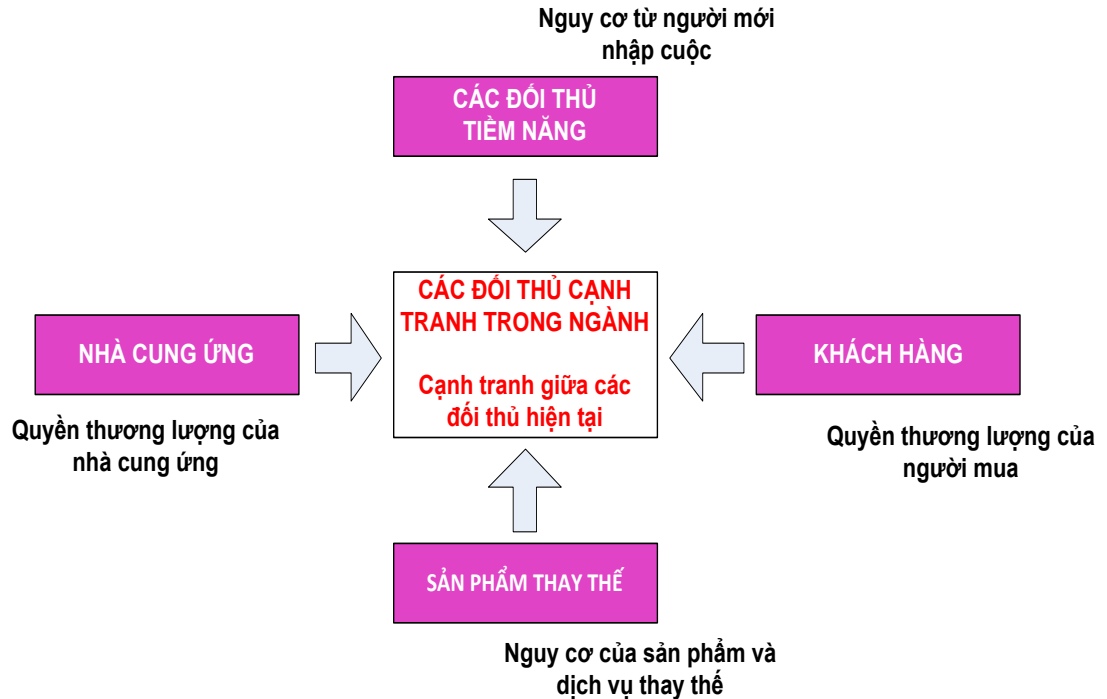 Nguy cơ từ người mới
nhập cuộc
CÁC ĐỐI THỦ
TIỀM NĂNG
CÁC ĐỐI THỦ CẠNH
TRANH TRONG NGÀNH
Cạnh tranh giữa các
đối thủ hiện tại
NHÀ CUNG ỨNG
Quyền thương lượng của
nhà cung ứng
KHÁCH HÀNG
Quyền thương lượng của
người mua
SẢN PHẨM THAY THẾ
Nguy cơ của sản phẩm và
dịch vụ thay thế